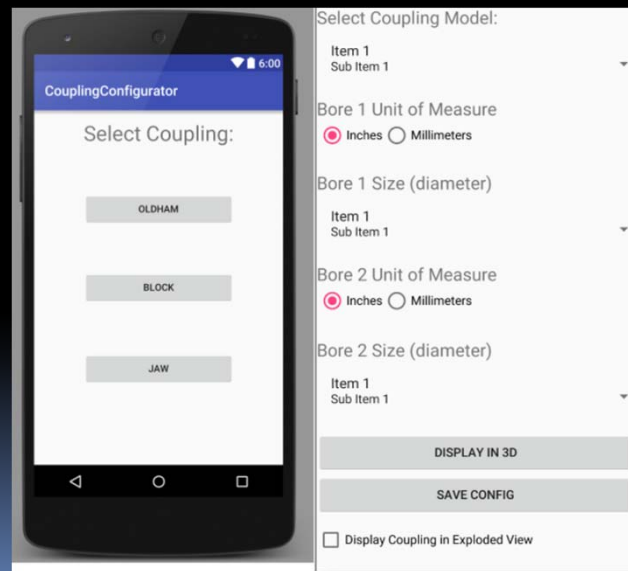 6:00
CouplingConfigurator
Select Coupling:
OLDHAM
BLOCK
JAW
Select Coupling Model:
Item 1
Sub Item 1
Bore 1 Unit of Measure
Inches Millimeters
Bore 1 Size (diameter)
Item 1
Sub Item 1
Bore 2 Unit of Measure
Inches Millimeters
Bore 2 Size (diameter)
Item 1
Sub Item 1
DISPLAY IN 3D
SAVE CONFIG
Display Coupling in Exploded View